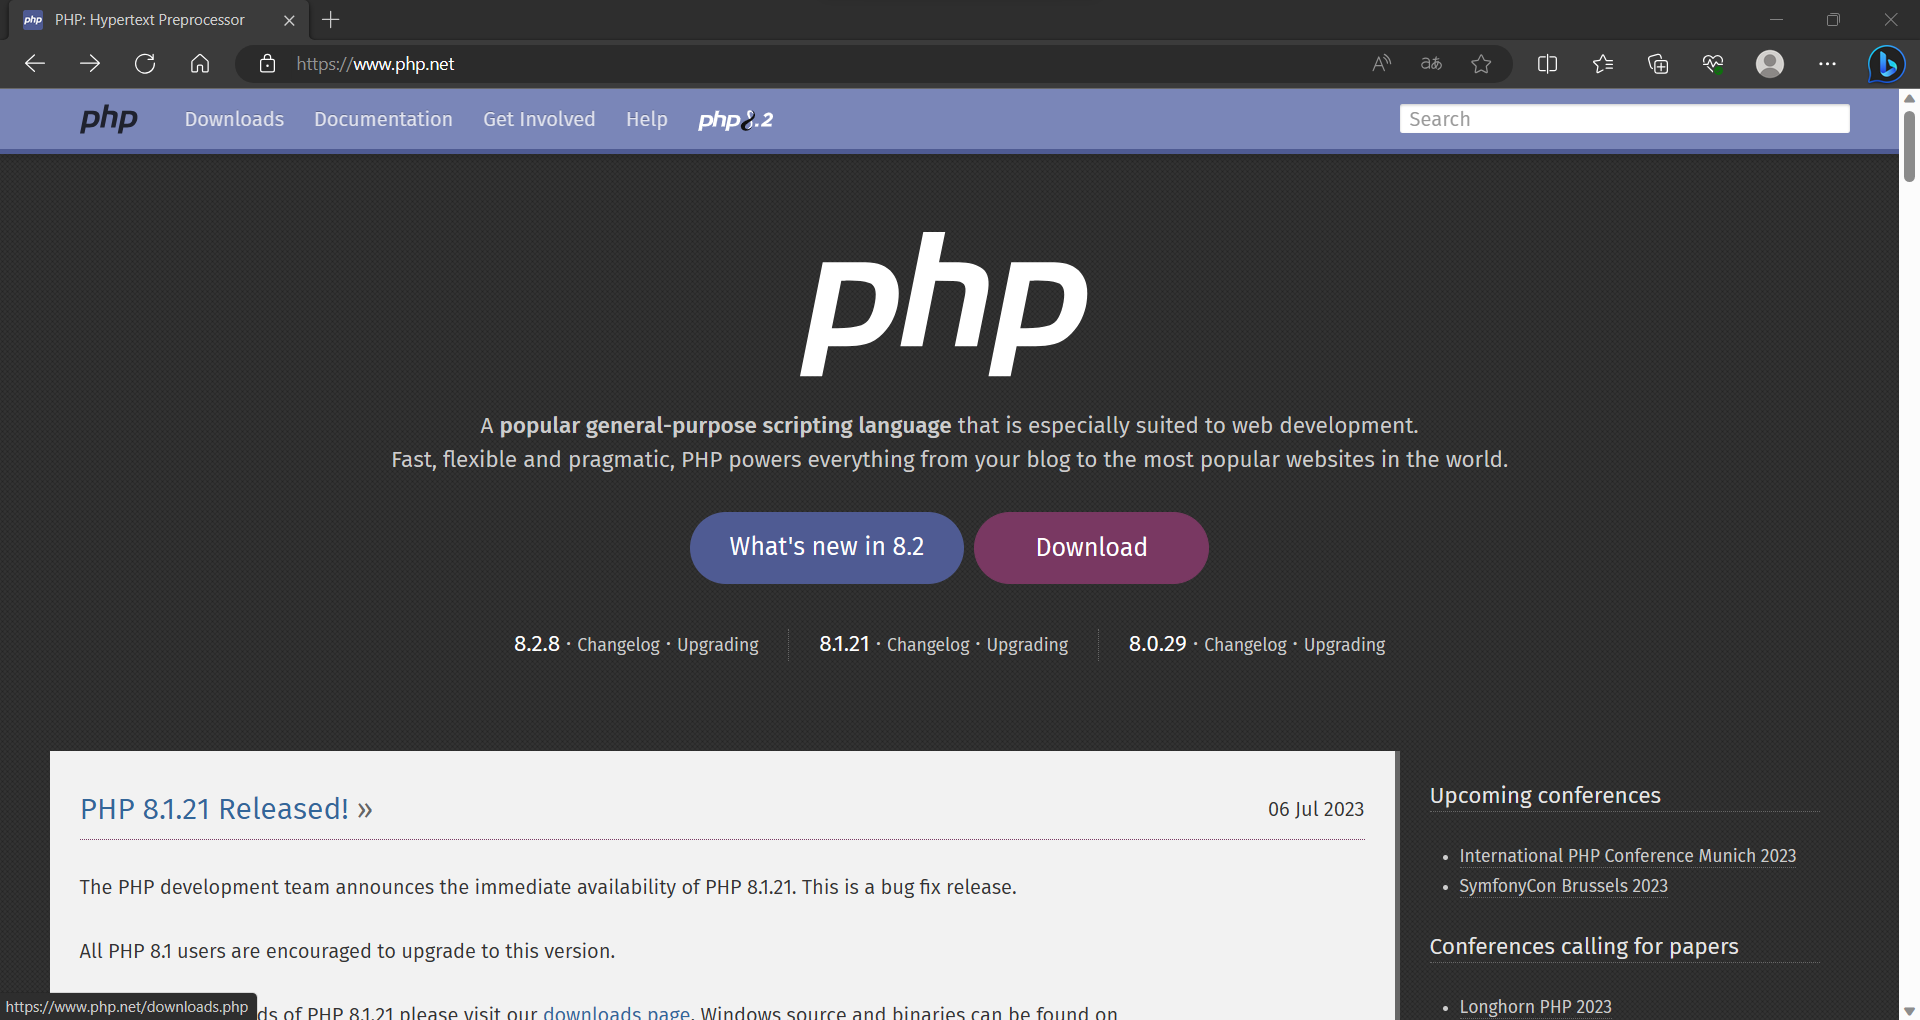 php PHP: Hypertext Preprocessor
https://www.php.net
php Downloads Documentation Get Involved Help php8.2 Search
php
A popular general-purpose scripting language that is especially suited to web development.
Fast, flexible and pragmatic, PHP powers everything from your blog to the most popular websites in the world.
What's new in 8.2 Download
8.2.8 · Changelog · Upgrading 8.1.21 · Changelog · Upgrading 8.0.29 · Changelog · Upgrading
PHP 8.1.21 Released! » 06 Jul 2023
The PHP development team announces the immediate availability of PHP 8.1.21. This is a bug fix release.
All PHP 8.1 users are encouraged to upgrade to this version.
ds of PHP 8.1.21 please visit our downloads page. Windows source and binaries can be found on
https://www.php.net/downloads.php
Upcoming conferences
• International PHP Conference Munich 2023
• SymfonyCon Brussels 2023
Conferences calling for papers
• Longhorn PHP 2023